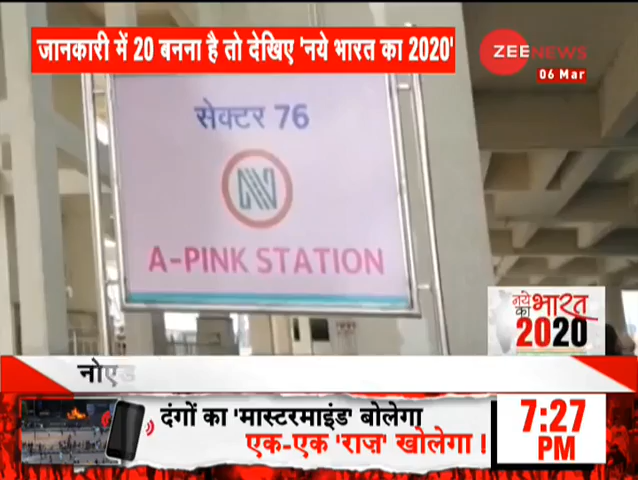 जानकारी में 20 बनना है तो देखिए 'नये भारत का 2020'
ZEE NEWS
06 Mar
सेक्टर 76
A-PINK STATION
नये भारत
का
2020
दंगों का 'मास्टरमाइंड' बोलेगा
एक-एक 'राज़' खोलेगा !
7:27
PM